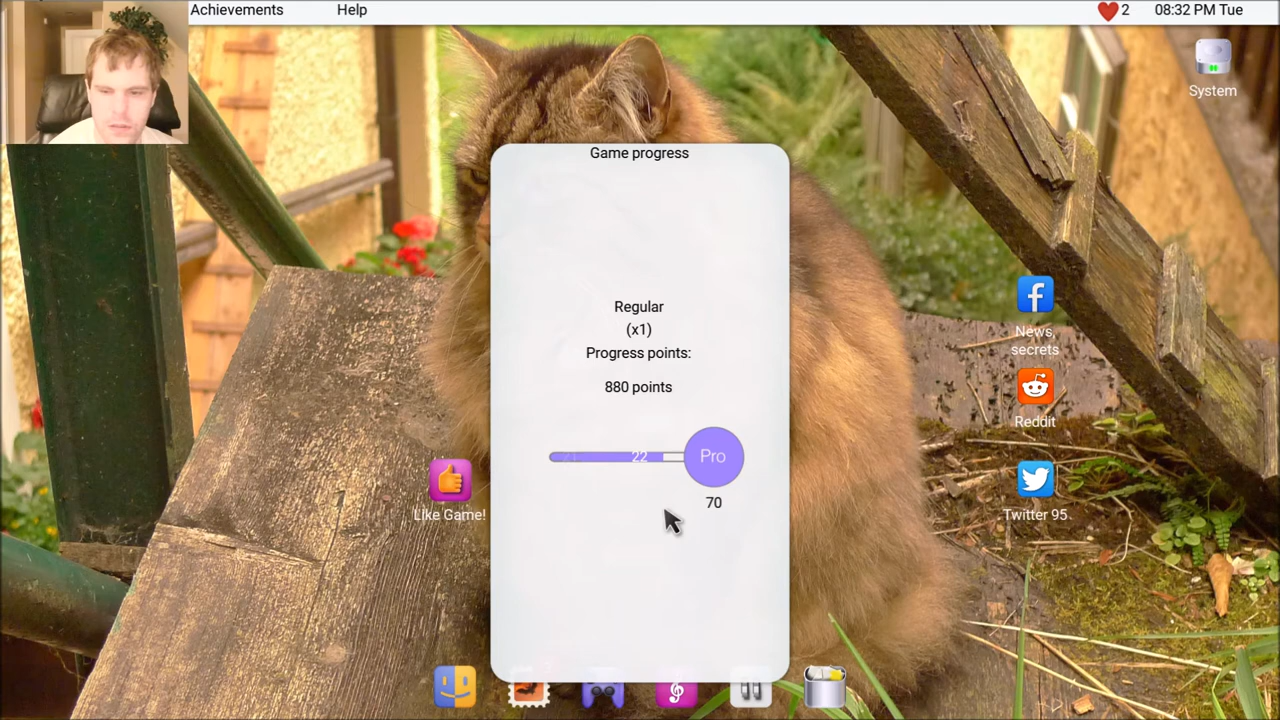 Achievements
Help
2
08:32 PM Tue
System
Game progress
Regular
(x1)
Progress points:
880 points
22
Pro
70
News,
secrets
Reddit
Like Game!
Twitter 95